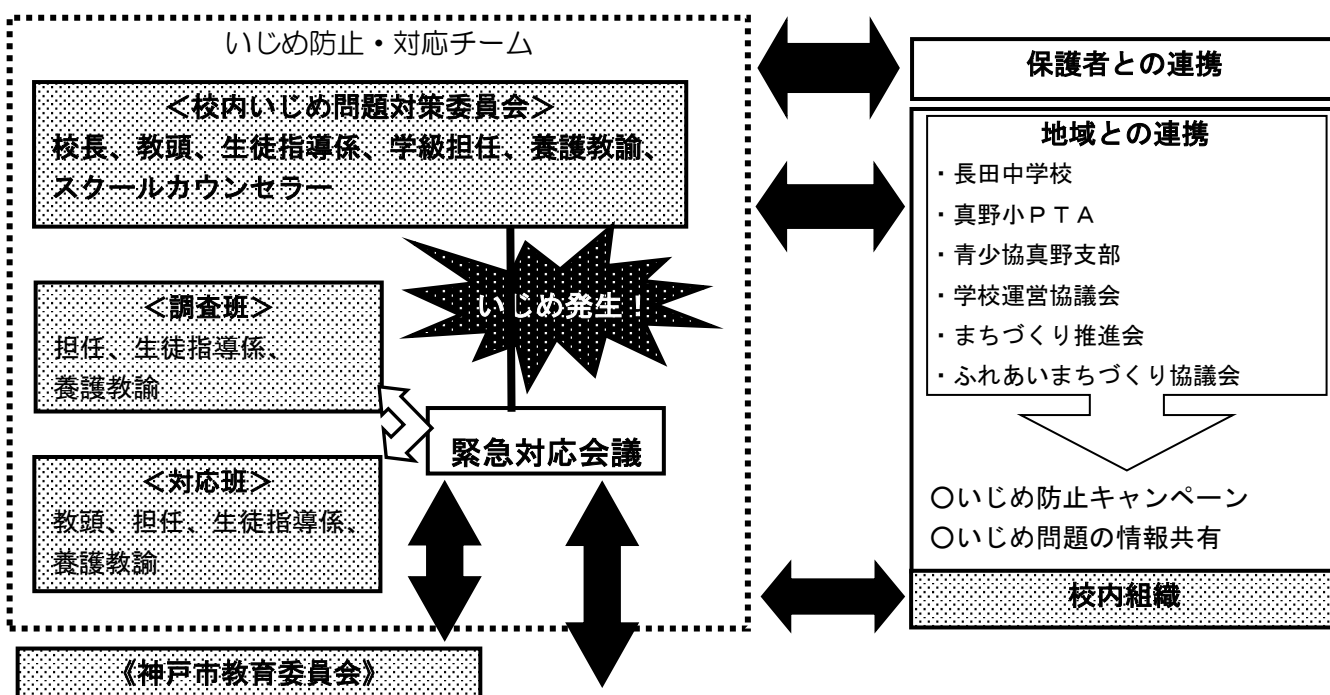 いじめ防止・対応チーム
＜校内いじめ問題対策委員会＞
校長、教頭、生徒指導係、学級担任、養護教諭、
スクールカウンセラー
いじめ発生！
＜調査班＞
担任、生徒指導係、
養護教諭
緊急対応会議
＜対応班＞
教頭、担任、生徒指導係、
養護教諭
《神戸市教育委員会》
保護者との連携
地域との連携
・長田中学校
・真野小ＰＴＡ
・青少協真野支部
・学校運営協議会
・まちづくり推進会
・ふれあいまちづくり協議会
○いじめ防止キャンペーン
○いじめ問題の情報共有
校内組織